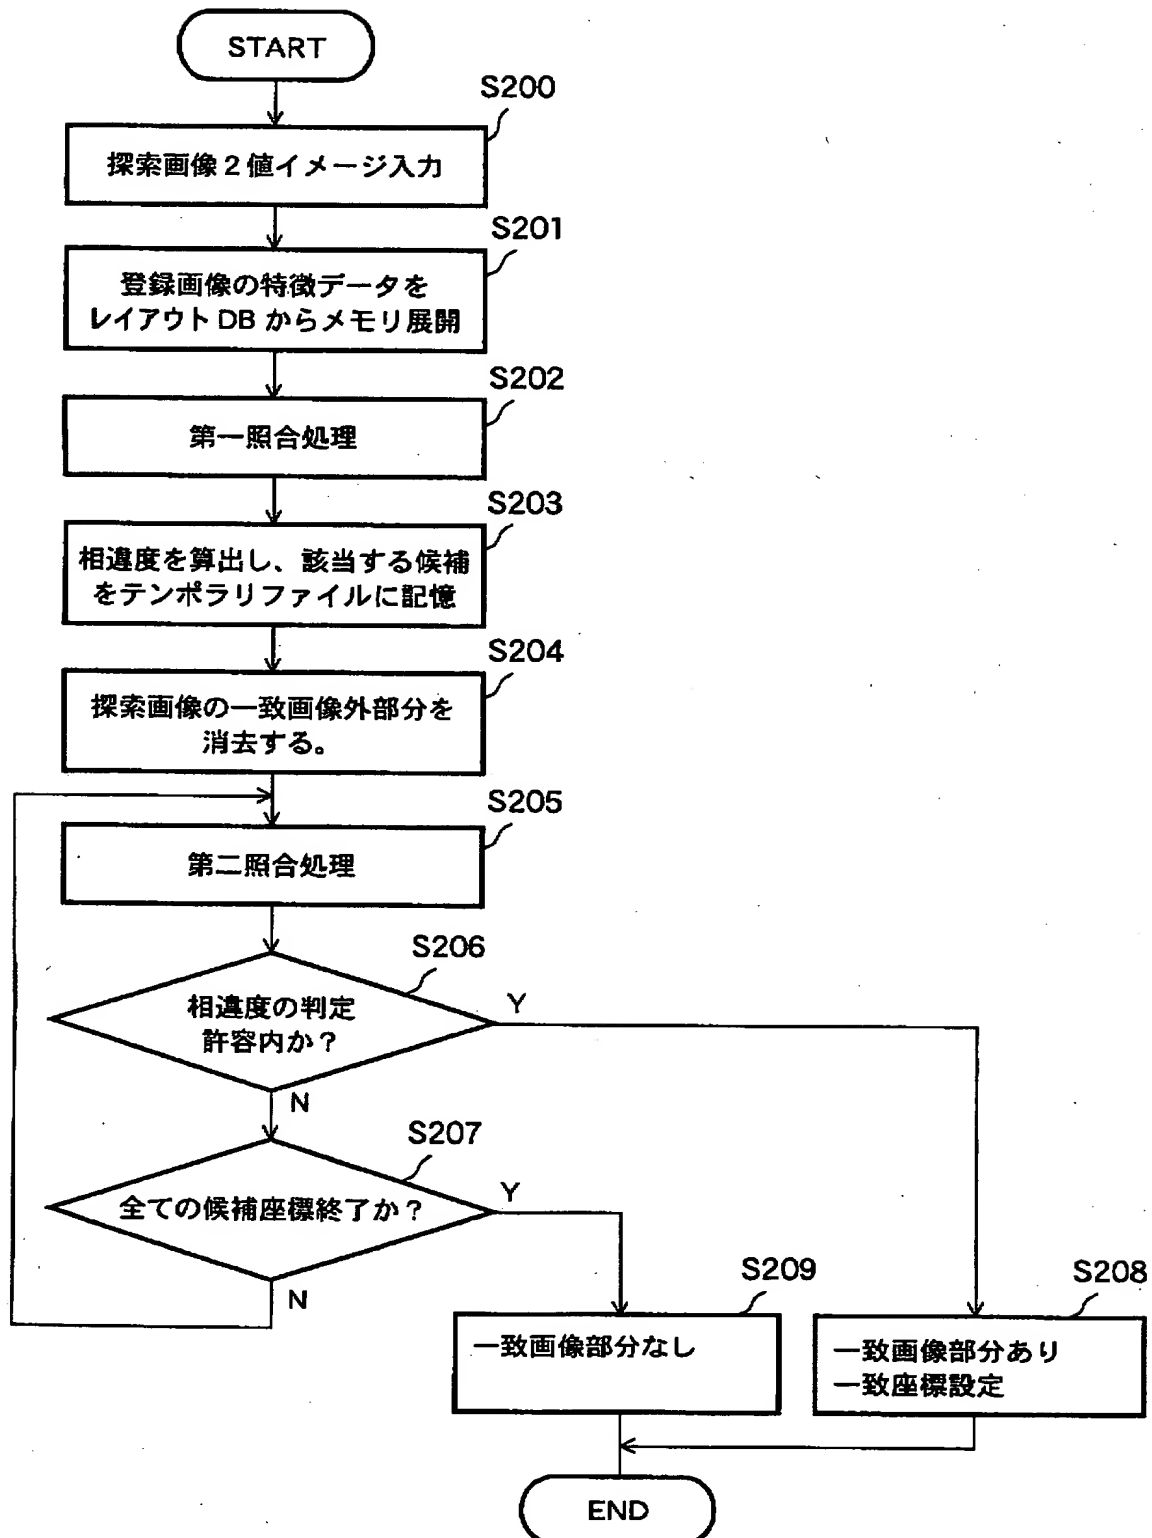 START
S200
探索画像2値イメージ入力
S201
登録画像の特徴データを
レイアウト DB からメモリ展開
S202
第一照合処理
S203
相違度を算出し、該当する候補
をテンポラリファイルに記憶
S204
探索画像の一致画像外部分を
消去する。
S205
第二照合処理
S206
相違度の判定
許容内か?
Y
N
S207
全ての候補座標終了か?
Y
N
S209
一致画像部分なし
S208
一致画像部分あり
一致座標設定
END